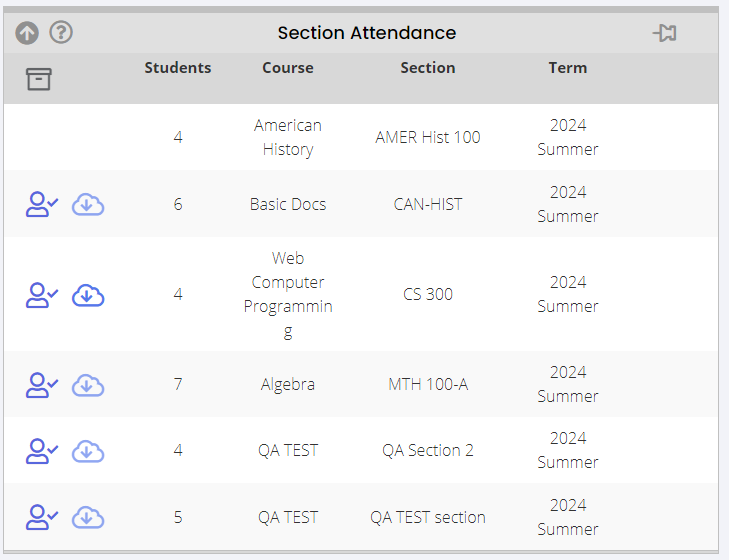 Section Attendance
Students Course Section Term
4 American History AMER Hist 100 2024 Summer
6 Basic Docs CAN-HIST 2024 Summer
4 Web Computer Programming CS 300 2024 Summer
7 Algebra MTH 100-A 2024 Summer
4 QA TEST QA Section 2 2024 Summer
5 QA TEST QA TEST section 2024 Summer